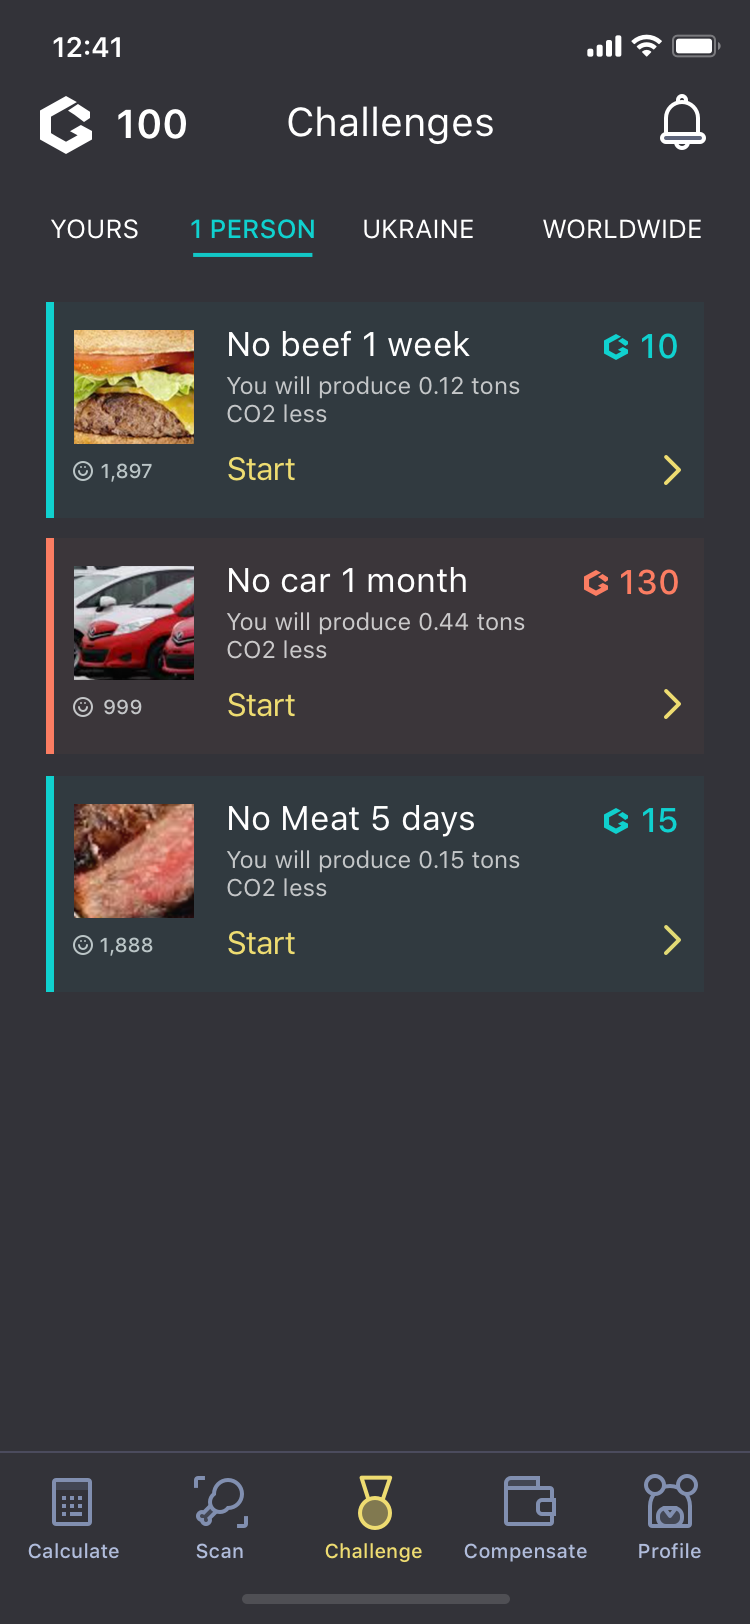 12:41
100 Challenges
YOURS 1 PERSON UKRAINE WORLDWIDE
No beef 1 week 10
You will produce 0.12 tons
CO2 less
1,897 Start
No car 1 month 130
You will produce 0.44 tons
CO2 less
999 Start
No Meat 5 days 15
You will produce 0.15 tons
CO2 less
1,888 Start
Calculate Scan Challenge Compensate Profile